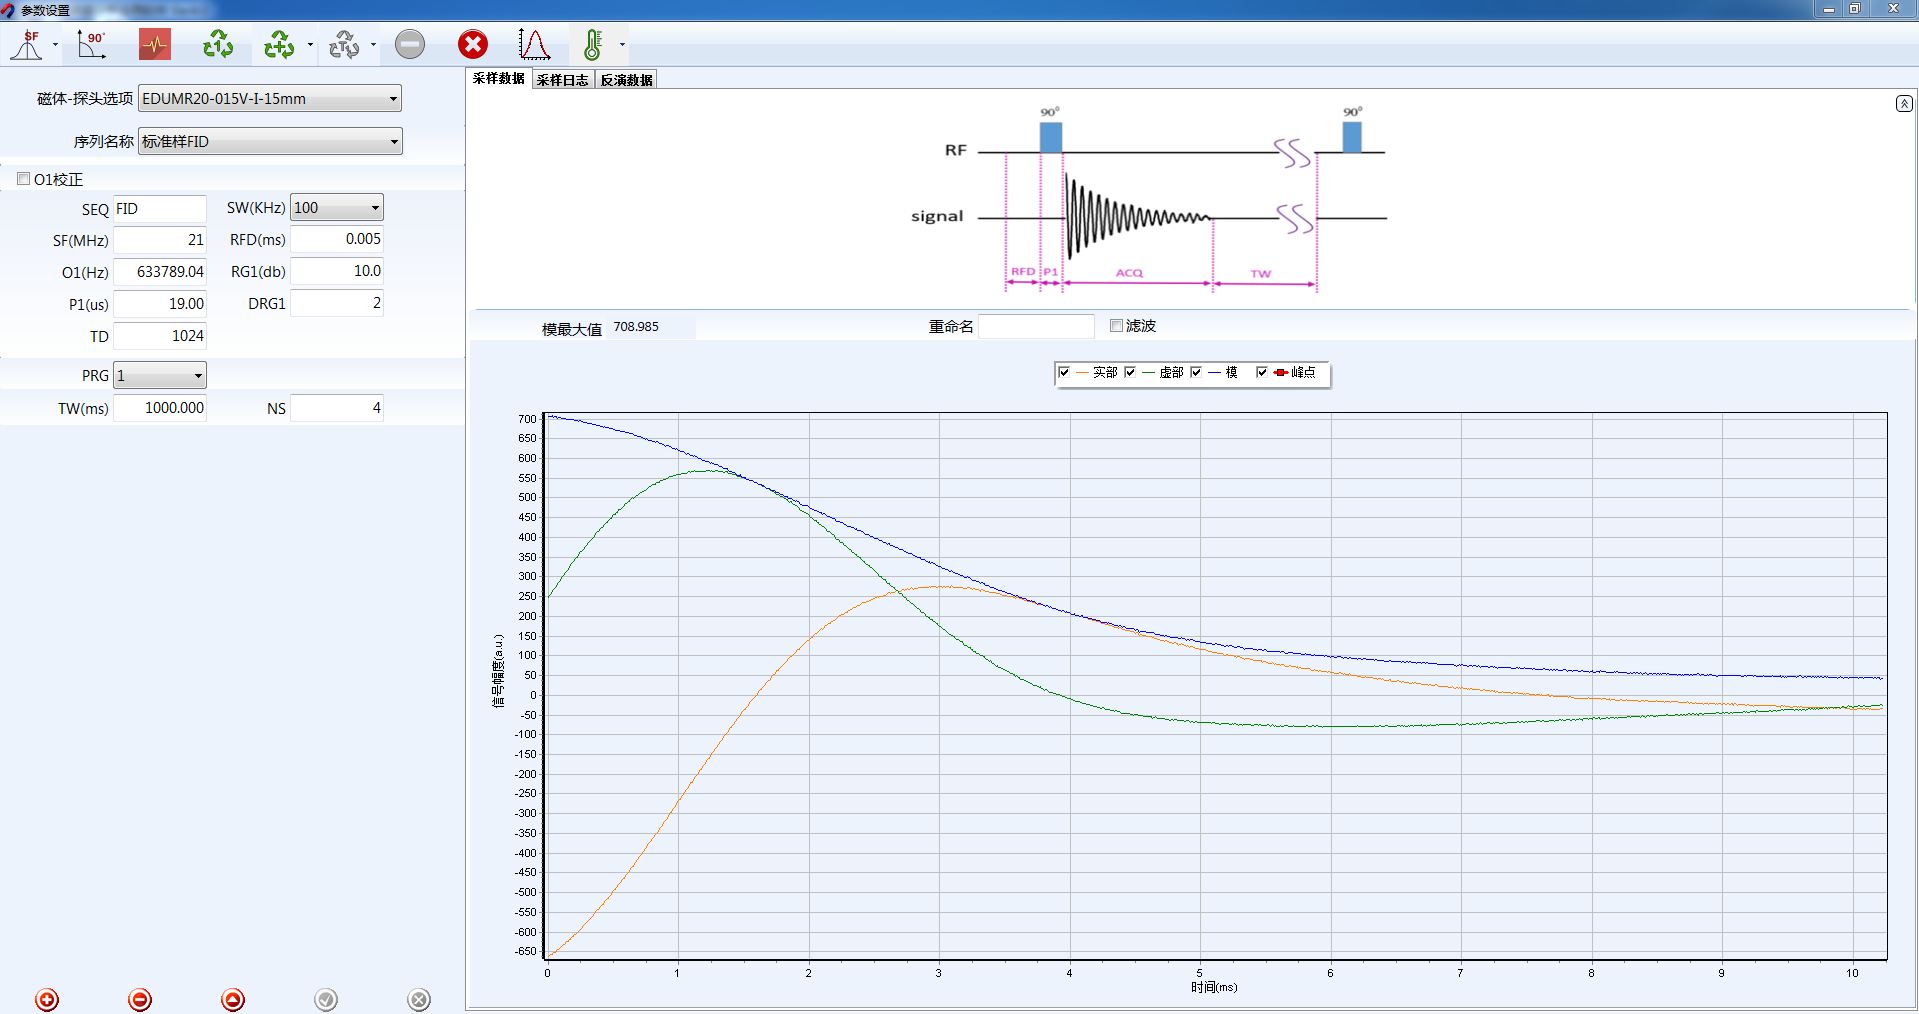 参数设置
SF
90°
磁体-探头选项 EDUMR20-015V-I-15mm
序列名称 标准样FID
O1校正
SEQ FID SW(KHz) 100
SF(MHz) 21 RFD(ms) 0.005
O1(Hz) 633789.04 RG1(db) 10.0
P1(us) 19.00 DRG1 2
TD 1024
PRG 1
TW(ms) 1000.000 NS 4
采样数据 采样日志 反演数据
90° 90°
RF
signal
RFD P1 ACQ TW
模最大值 708.985 重命名 滤波
实部 虚部 模 峰点
700
650
600
550
500
450
400
350
300
250
200
150
100
50
0
-50
-100
-150
-200
-250
-300
-350
-400
-450
-500
-550
-600
-650
信号幅度(a.u.)
0 1 2 3 4 5 6 7 8 9 10
时间(ms)